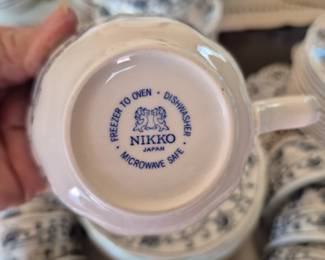 FREEZER TO OVEN · DISHWASHER
NIKKO
JAPAN
· MICROWAVE SAFE ·